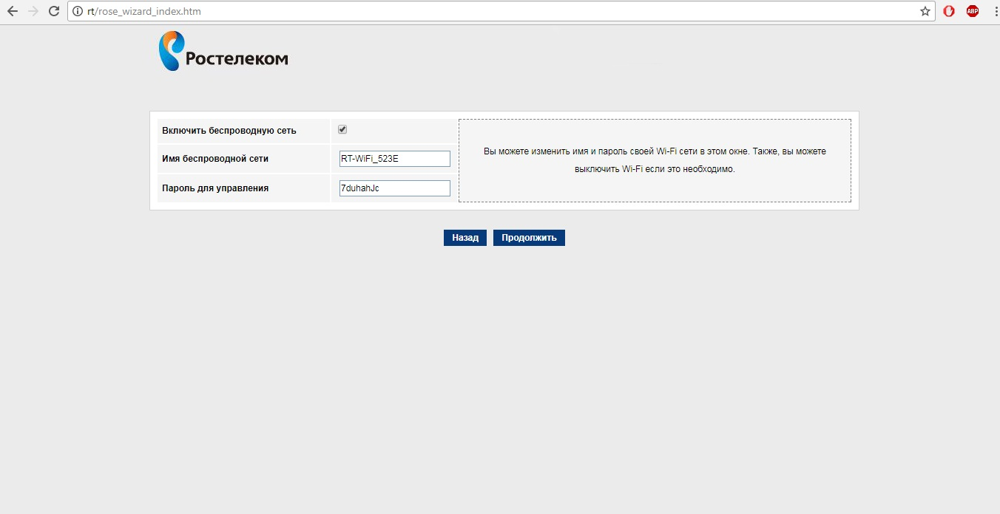 rt/rose_wizard_index.htm
ABP
Ростелеком
Включить беспроводную сеть
Имя беспроводной сети
RT-WiFi_523E
Пароль для управления
7duhahJc
Вы можете изменить имя и пароль своей Wi-Fi сети в этом окне. Также, вы можете
выключить Wi-Fi если это необходимо.
Назад
Продолжить